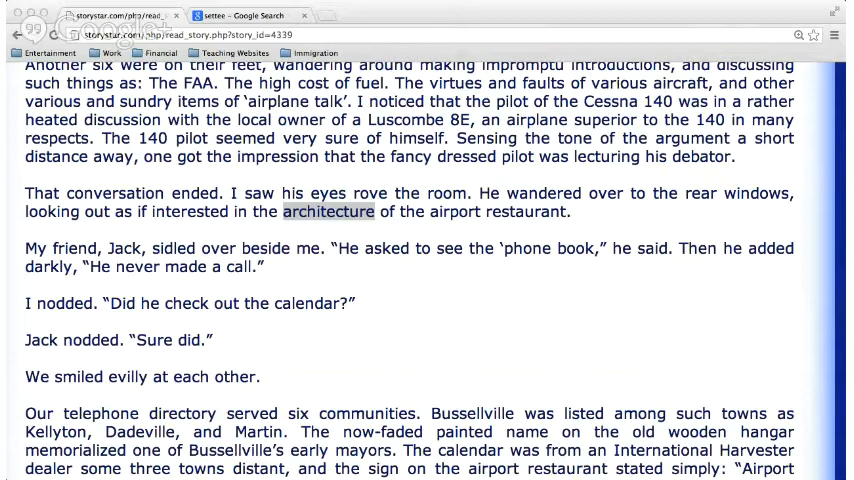 storystar.com/php/read_s
settee - Google Search
Google+
storystar.com/php/read_story.php?story_id=4339
Entertainment Work Financial Teaching Websites Immigration
Another six were on their feet, wandering around making impromptu introductions, and discussing
such things as: The FAA. The high cost of fuel. The virtues and faults of various aircraft, and other
various and sundry items of ‘airplane talk’. I noticed that the pilot of the Cessna 140 was in a rather
heated discussion with the local owner of a Luscombe 8E, an airplane superior to the 140 in many
respects. The 140 pilot seemed very sure of himself. Sensing the tone of the argument a short
distance away, one got the impression that the fancy dressed pilot was lecturing his debator.
That conversation ended. I saw his eyes rove the room. He wandered over to the rear windows,
looking out as if interested in the architecture of the airport restaurant.
My friend, Jack, sidled over beside me. “He asked to see the ‘phone book,” he said. Then he added
darkly, “He never made a call.”
I nodded. “Did he check out the calendar?”
Jack nodded. “Sure did.”
We smiled evilly at each other.
Our telephone directory served six communities. Bussellville was listed among such towns as
Kellyton, Dadeville, and Martin. The now-faded painted name on the old wooden hangar
memorialized one of Bussellville’s early mayors. The calendar was from an International Harvester
dealer some three towns distant, and the sign on the airport restaurant stated simply: “Airport